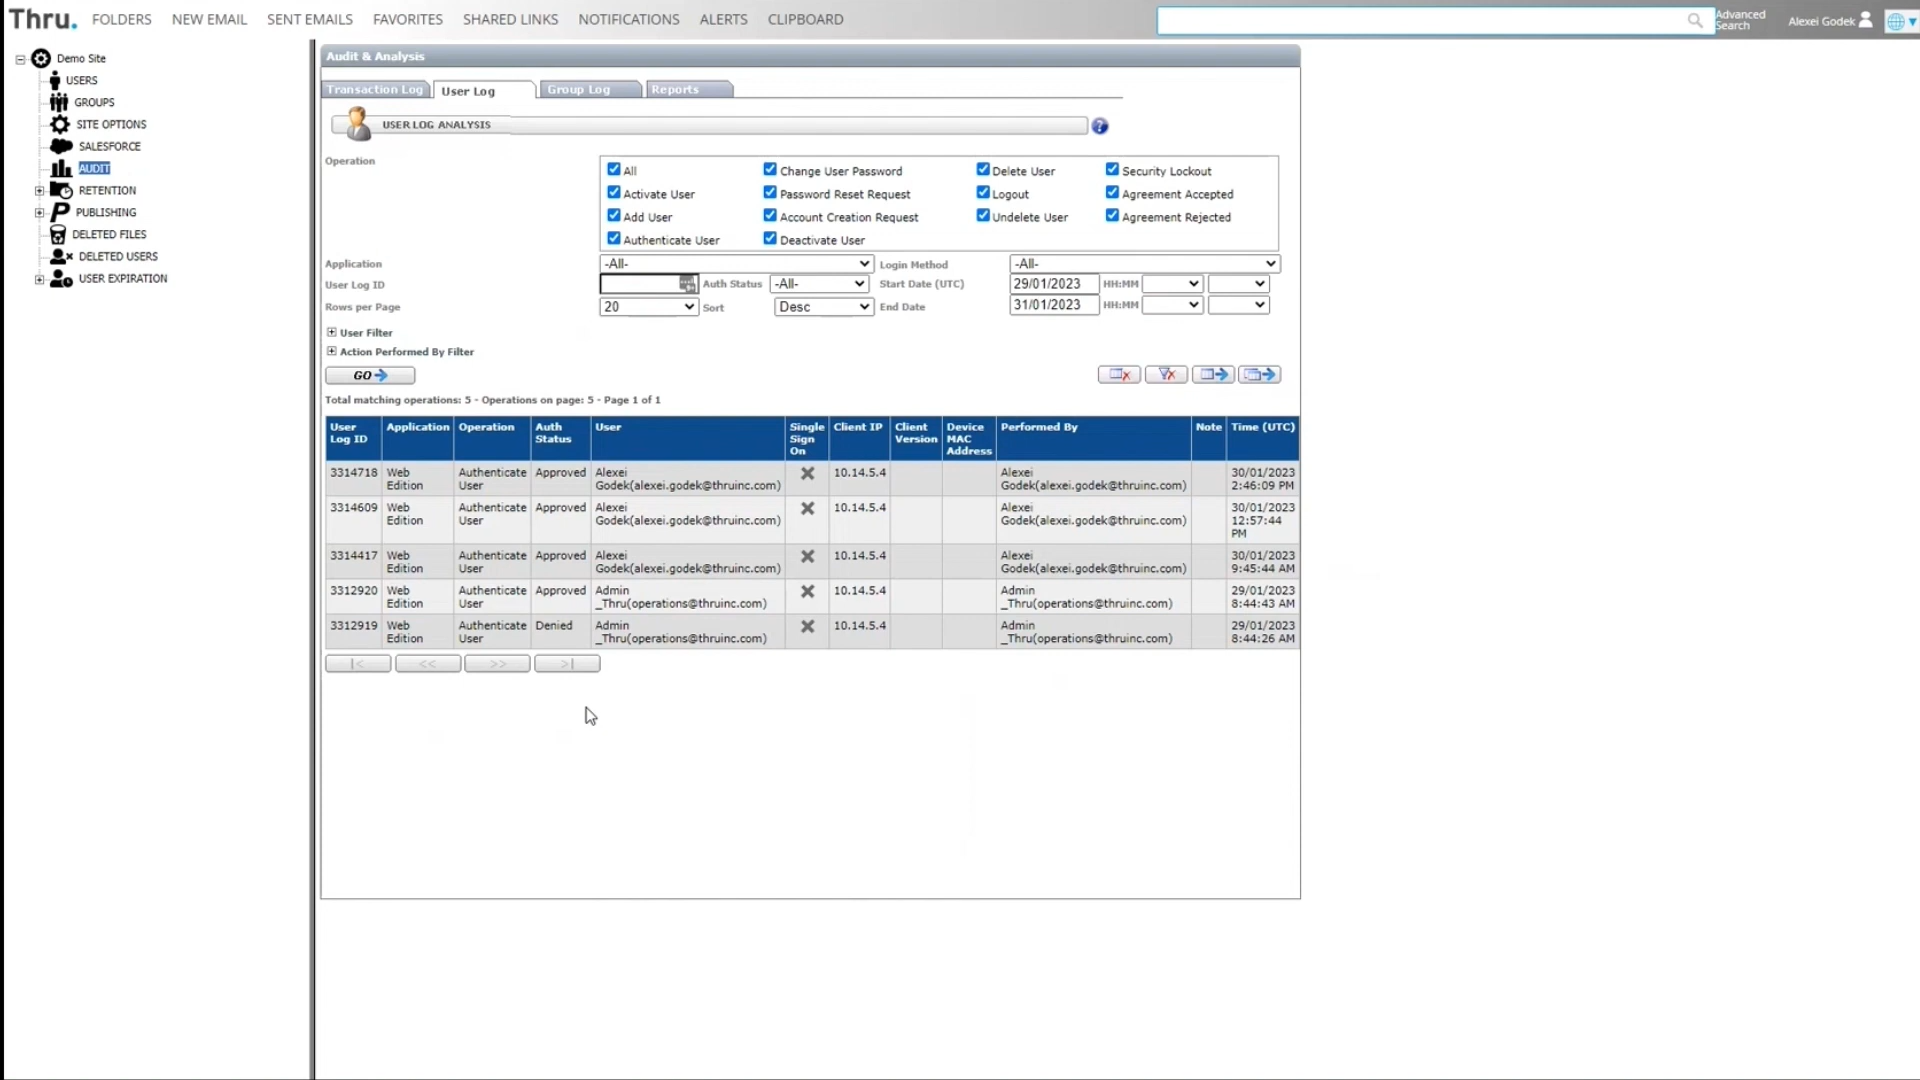 Thru. FOLDERS NEW EMAIL SENT EMAILS FAVORITES SHARED LINKS NOTIFICATIONS ALERTS CLIPBOARD Advanced Search Alexei Godek
Demo Site
USERS
GROUPS
SITE OPTIONS
SALESFORCE
AUDIT
RETENTION
PUBLISHING
DELETED FILES
DELETED USERS
USER EXPIRATION
Audit & Analysis
Transaction Log User Log Group Log Reports
USER LOG ANALYSIS ?
Operation
All Change User Password Delete User Security Lockout
Activate User Password Reset Request Logout Agreement Accepted
Add User Account Creation Request Undelete User Agreement Rejected
Authenticate User Deactivate User
Application -All- Login Method -All-
User Log ID Auth Status -All- Start Date (UTC) 29/01/2023 HH:MM
Rows per Page 20 Sort Desc End Date 31/01/2023 HH:MM
User Filter
Action Performed By Filter
GO
Total matching operations: 5 - Operations on page: 5 - Page 1 of 1
User Log ID Application Operation Auth Status User Single Sign On Client IP Client Version Device MAC Address Performed By Note Time (UTC)
3314718 Web Edition Authenticate User Approved Alexei Godek(alexei.godek@thruinc.com) 10.14.5.4 Alexei Godek(alexei.godek@thruinc.com) 30/01/2023 2:46:09 PM
3314609 Web Edition Authenticate User Approved Alexei Godek(alexei.godek@thruinc.com) 10.14.5.4 Alexei Godek(alexei.godek@thruinc.com) 30/01/2023 12:57:44 PM
3314417 Web Edition Authenticate User Approved Alexei Godek(alexei.godek@thruinc.com) 10.14.5.4 Alexei Godek(alexei.godek@thruinc.com) 30/01/2023 9:45:44 AM
3312920 Web Edition Authenticate User Approved Admin _Thru(operations@thruinc.com) 10.14.5.4 Admin _Thru(operations@thruinc.com) 29/01/2023 8:44:43 AM
3312919 Web Edition Authenticate User Denied Admin _Thru(operations@thruinc.com) 10.14.5.4 Admin _Thru(operations@thruinc.com) 29/01/2023 8:44:26 AM
|< << >> >|